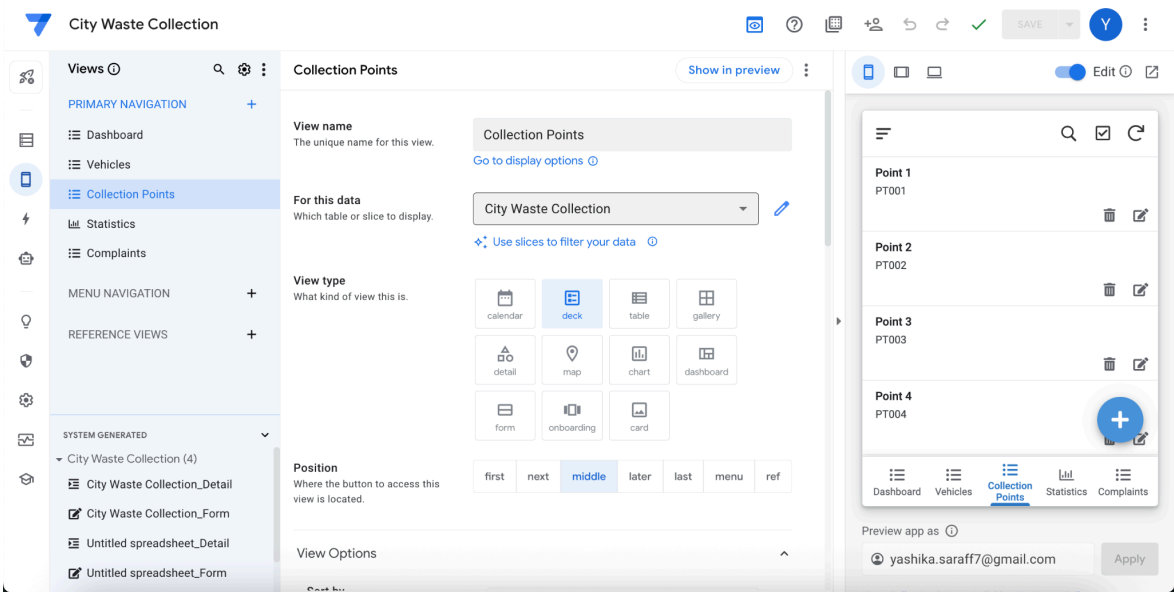 City Waste Collection
SAVE
Y
Views
PRIMARY NAVIGATION
Dashboard
Vehicles
Collection Points
Statistics
Complaints
MENU NAVIGATION
REFERENCE VIEWS
SYSTEM GENERATED
City Waste Collection (4)
City Waste Collection_Detail
City Waste Collection_Form
Untitled spreadsheet_Detail
Untitled spreadsheet_Form
Collection Points
Show in preview
View name
The unique name for this view.
Collection Points
Go to display options
For this data
Which table or slice to display.
City Waste Collection
Use slices to filter your data
View type
What kind of view this is.
calendar deck table gallery
detail map chart dashboard
form onboarding card
Position
Where the button to access this
view is located.
first next middle later last menu ref
View Options
Sort by
Edit
Point 1
PT001
Point 2
PT002
Point 3
PT003
Point 4
PT004
Dashboard Vehicles Collection Points Statistics Complaints
Preview app as
yashika.saraff7@gmail.com
Apply